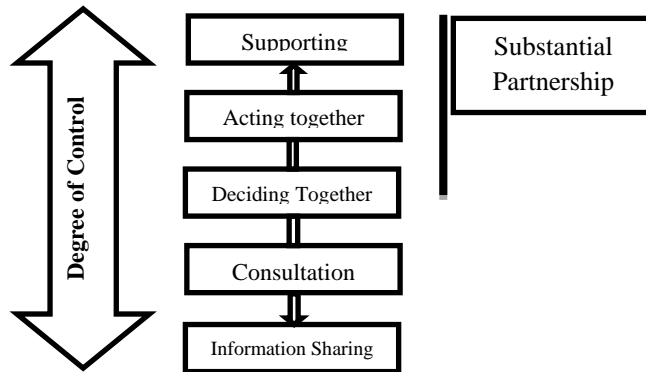 Supporting
Substantial
Partnership
Acting together
Degree of Control
Deciding Together
Consultation
Information Sharing